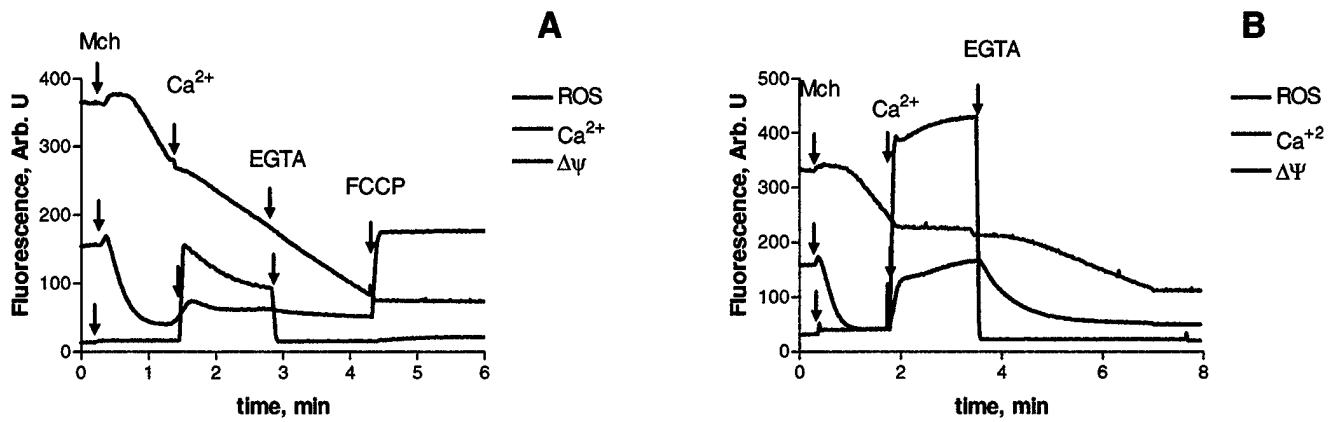 A
Mch
Ca²⁺
EGTA
FCCP
ROS
Ca²⁺
Δψ
Fluorescence, Arb. U
400
300
200
100
0
0 1 2 3 4 5 6
time, min
B
EGTA
Mch
Ca²⁺
ROS
Ca⁺²
ΔΨ
Fluorescence, Arb. U
500
400
300
200
100
0
0 2 4 6 8
time, min